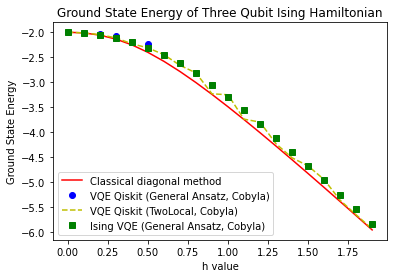 Ground State Energy of Three Qubit Ising Hamiltonian
Ground State Energy
−2.0
−2.5
−3.0
−3.5
−4.0
−4.5
−5.0
−5.5
−6.0
Classical diagonal method
VQE Qiskit (General Ansatz, Cobyla)
VQE Qiskit (TwoLocal, Cobyla)
Ising VQE (General Ansatz, Cobyla)
0.00 0.25 0.50 0.75 1.00 1.25 1.50 1.75
h value